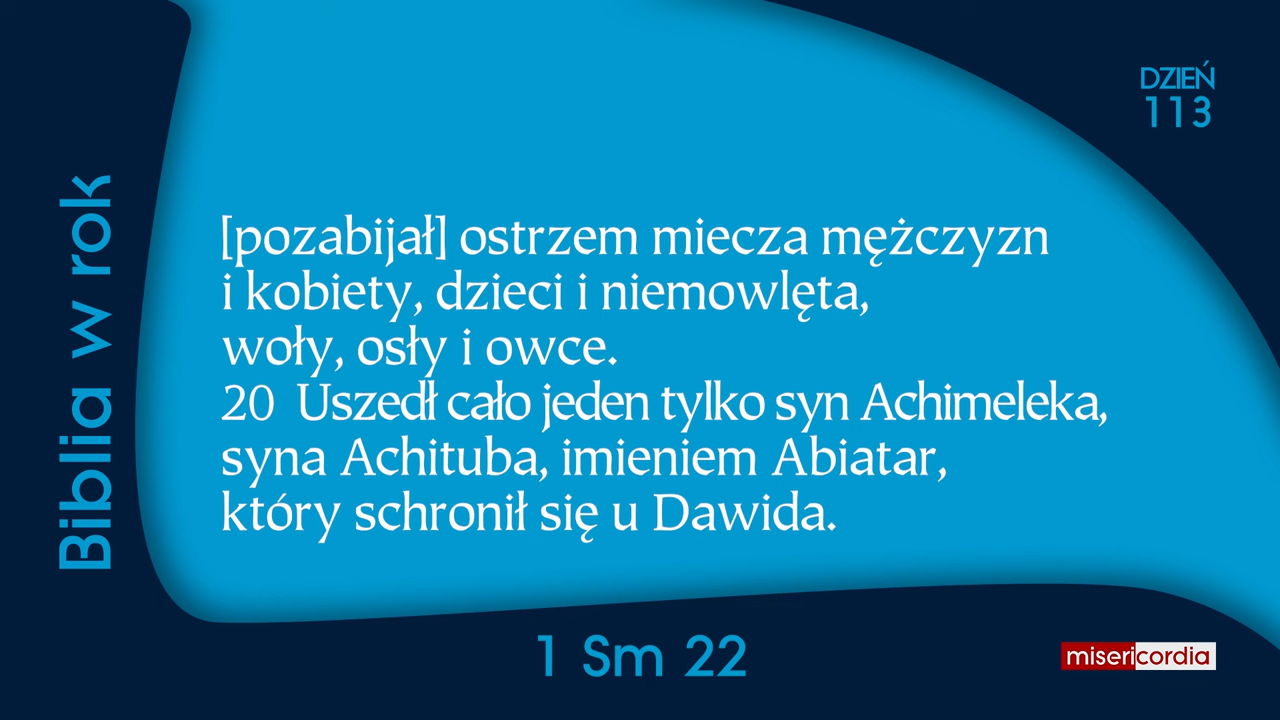 DZIEŃ
113
Biblia w rok
[pozabijał] ostrzem miecza mężczyzn
i kobiety, dzieci i niemowlęta,
woły, osły i owce.
20 Uszedł cało jeden tylko syn Achimeleka,
syna Achituba, imieniem Abiatar,
który schronił się u Dawida.
1 Sm 22
misericordia